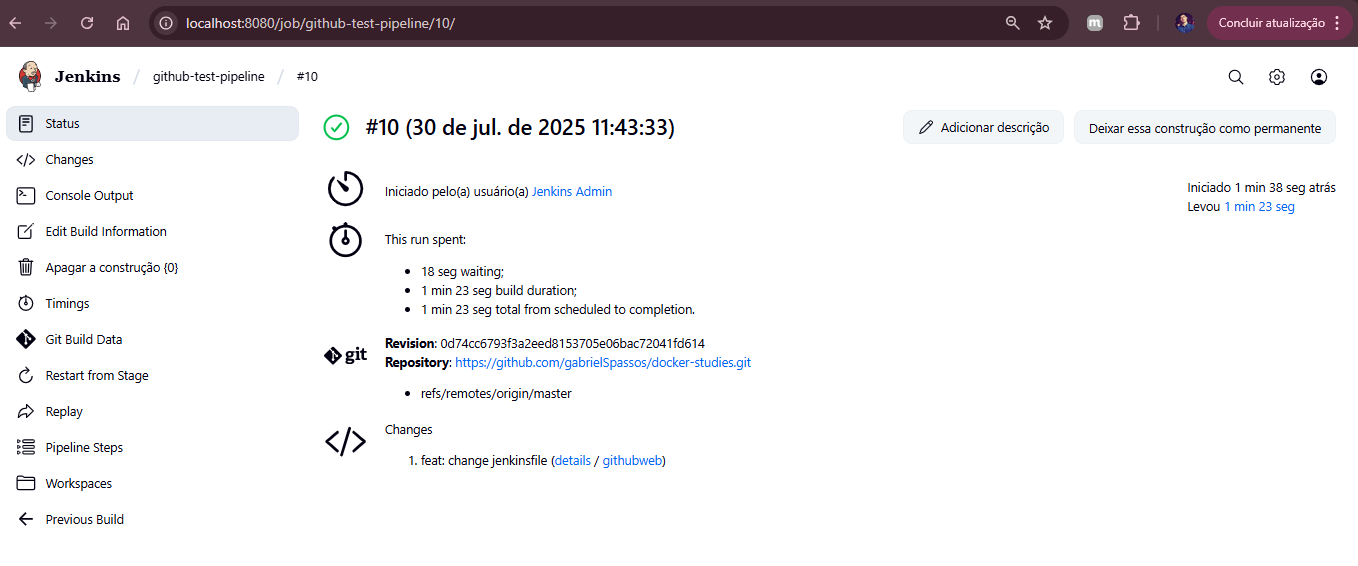 localhost:8080/job/github-test-pipeline/10/
m
Concluir atualização
Jenkins / github-test-pipeline / #10
Status
Changes
Console Output
Edit Build Information
Apagar a construção {0}
Timings
Git Build Data
Restart from Stage
Replay
Pipeline Steps
Workspaces
Previous Build
#10 (30 de jul. de 2025 11:43:33)
Adicionar descrição
Deixar essa construção como permanente
Iniciado pelo(a) usuário(a) Jenkins Admin
Iniciado 1 min 38 seg atrás
Levou 1 min 23 seg
This run spent:
18 seg waiting;
1 min 23 seg build duration;
1 min 23 seg total from scheduled to completion.
git
Revision: 0d74cc6793f3a2eed8153705e06bac72041fd614
Repository: https://github.com/gabrielSpassos/docker-studies.git
refs/remotes/origin/master
Changes
1. feat: change jenkinsfile (details / githubweb)